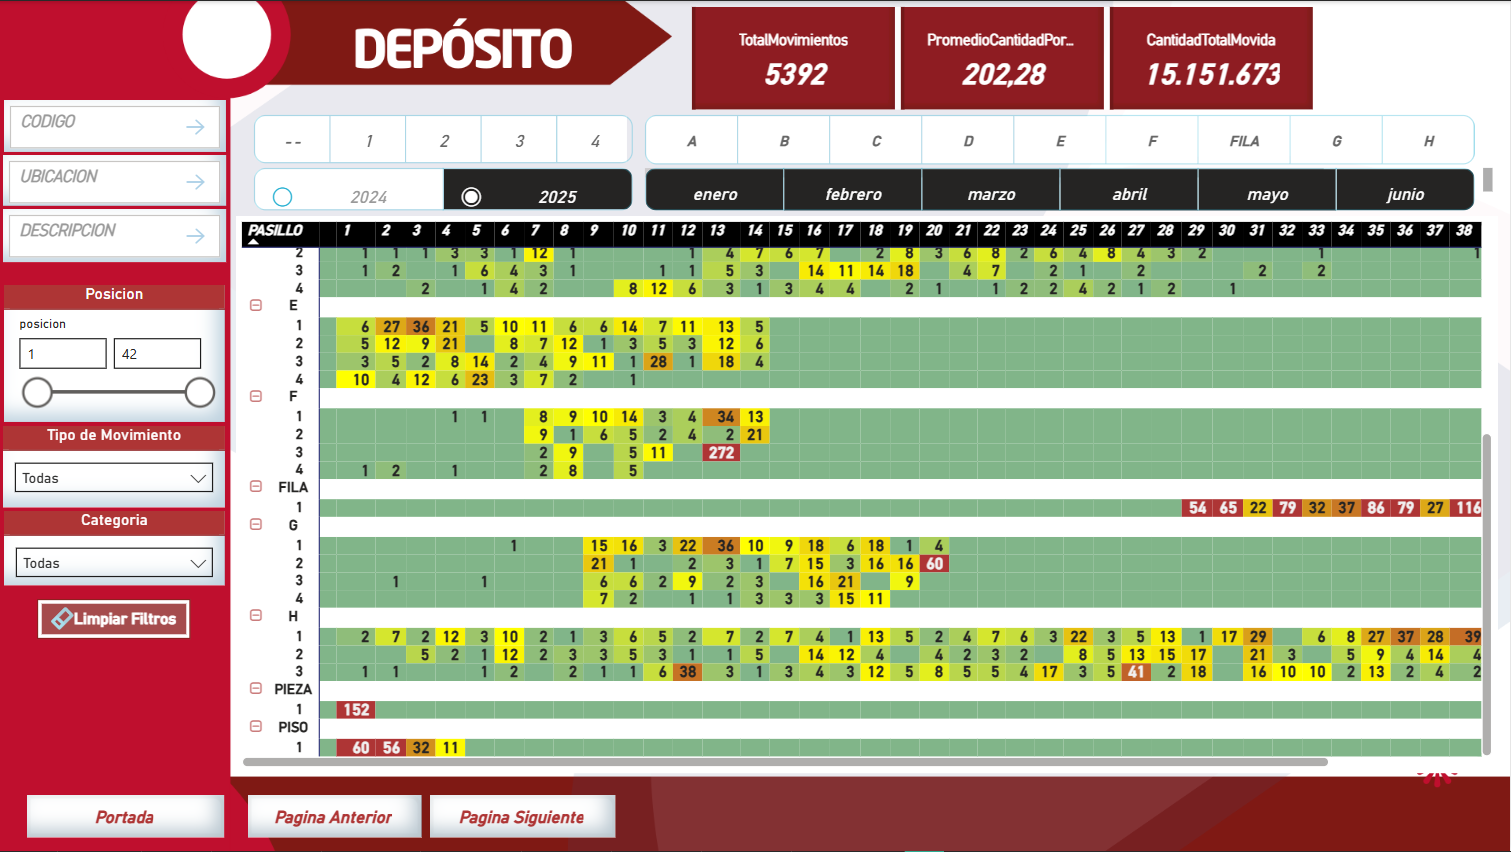 DEPÓSITO
TotalMovimientos
5392
PromedioCantidadPor...
202,28
CantidadTotalMovida
15.151.673
CODIGO
UBICACION
DESCRIPCION
-- 1 2 3 4
A B C D E F FILA G H
2024 2025
enero febrero marzo abril mayo junio
Posicion
posicion
1 42
Tipo de Movimiento
Todas
Categoria
Todas
Limpiar Filtros
PASILLO 1 2 3 4 5 6 7 8 9 10 11 12 13 14 15 16 17 18 19 20 21 22 23 24 25 26 27 28 29 30 31 32 33 34 35 36 37 38
2 1 1 1 3 3 1 12 1 1 4 7 6 7 2 8 3 6 8 2 6 4 8 4 3 2 1 1
3 1 2 1 6 4 3 1 1 1 5 3 14 11 14 18 4 7 2 1 2 2 2
4 2 1 4 2 8 12 6 3 1 3 4 4 2 1 1 2 2 4 2 1 2 1
E
1 6 27 36 21 5 10 11 6 6 14 7 11 13 5
2 5 12 9 21 8 7 12 1 3 5 3 12 6
3 3 5 2 8 14 2 4 9 11 1 28 1 18 4
4 10 4 12 6 23 3 7 2 1
F
1 1 1 8 9 10 14 3 4 34 13
2 9 1 6 5 2 4 2 21
3 2 9 5 11 272
4 1 2 1 2 8 5
FILA
1 54 65 22 79 32 37 86 79 27 116
G
1 1 15 16 3 22 36 10 9 18 6 18 1 4
2 21 1 2 3 1 7 15 3 16 16 60
3 1 1 6 6 2 9 2 3 16 21 9
4 7 2 1 1 3 3 3 15 11
H
1 2 7 2 12 3 10 2 1 3 6 5 2 7 2 7 4 1 13 5 2 4 7 6 3 22 3 5 13 1 17 29 6 8 27 37 28 39
2 5 2 1 12 2 3 3 5 3 1 1 5 14 12 4 4 2 3 2 8 5 13 15 17 21 3 5 9 4 14 4
3 1 1 1 2 2 1 1 6 38 3 1 3 4 3 12 5 8 5 5 4 17 3 5 41 2 18 16 10 10 2 13 2 4 2
PIEZA
1 152
PISO
1 60 56 32 11
Portada
Pagina Anterior
Pagina Siguiente